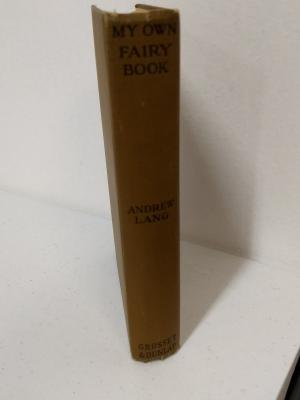 MY OWN
FAIRY
BOOK
ANDREW
LANG
GROSSET
& DUNLAP